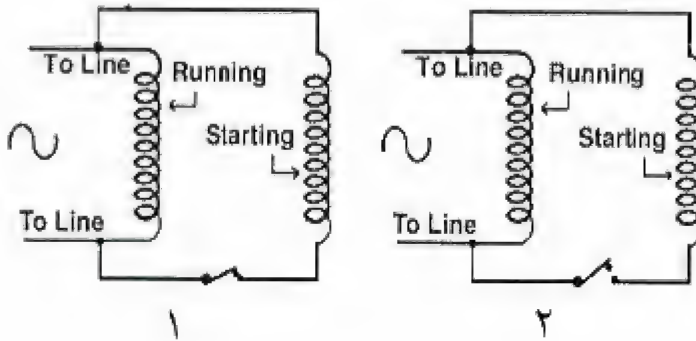 To Line
Running
Starting
To Line
١
To Line
Running
Starting
To Line
٢